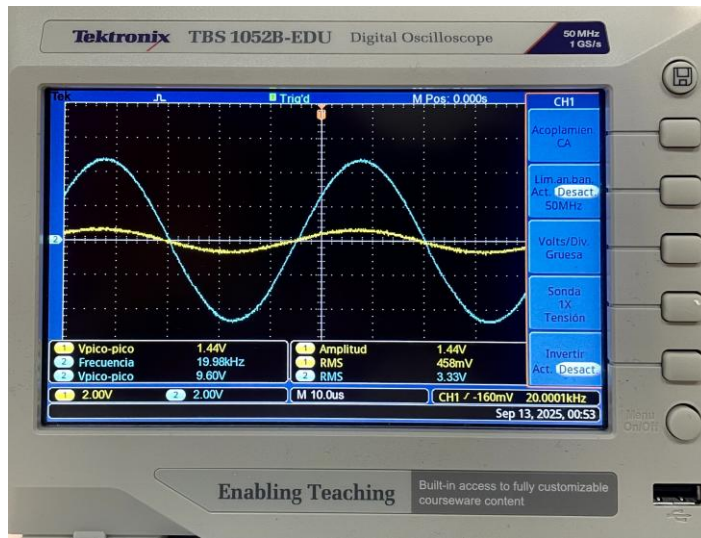 Tektronix TBS 1052B-EDU Digital Oscilloscope 50 MHz
1 GS/s
Tek Trig'd M Pos: 0.000s CH1
Acoplamien
CA
Lim.an.ban.
Act. Desact
50MHz
Volts/Div.
Gruesa
Sonda
1X
Tensión
Invertir
Act. Desact
2
1 Vpico-pico 1.44V
2 Frecuencia 19.98kHz
2 Vpico-pico 9.60V
1 Amplitud 1.44V
1 RMS 458mV
2 RMS 3.33V
1 2.00V 2 2.00V M 10.0us CH1 -160mV 20.0001kHz
Sep 13, 2025, 00:53
Menu
On/Off
Enabling Teaching
Built-in access to fully customizable
courseware content